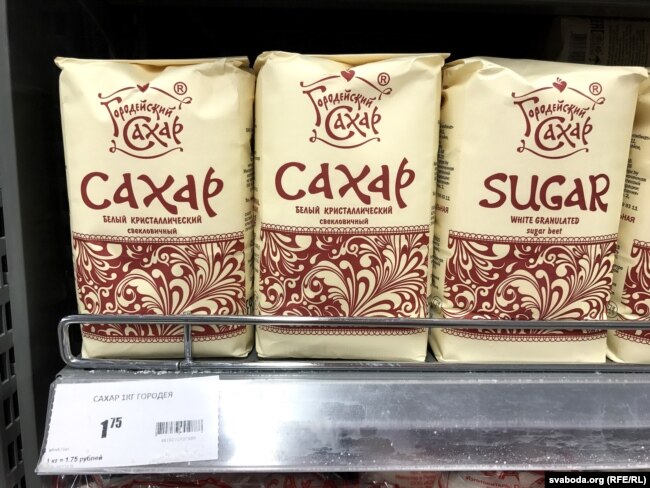 Городейский
Сахар
®
Сахар
БЕЛЫЙ КРИСТАЛЛИЧЕСКИЙ
свекловичный
Городейский
Сахар
®
Сахар
БЕЛЫЙ КРИСТАЛЛИЧЕСКИЙ
свекловичный
Городейский
Сахар
®
SUGAR
WHITE GRANULATED
sugar beet
САХАР 1КГ ГОРОДЕЯ
1 75
1 кг = 1.75 рублей
svaboda.org (RFE/RL)